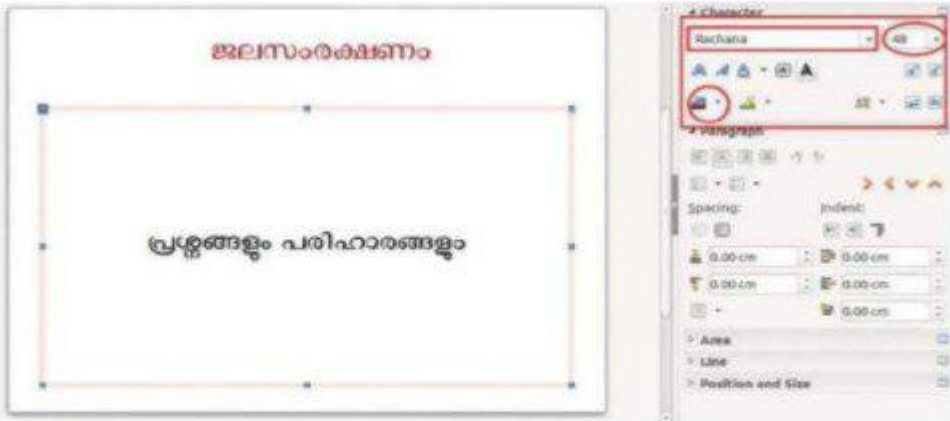 ജലസംരക്ഷണം
പ്രശ്നങ്ങളും പരിഹാരങ്ങളും
Character
Rachana
48
Paragraph
Spacing:
Indent:
0.00 cm
0.00 cm
0.00 cm
0.00 cm
0.00 cm
Area
Line
Position and Size